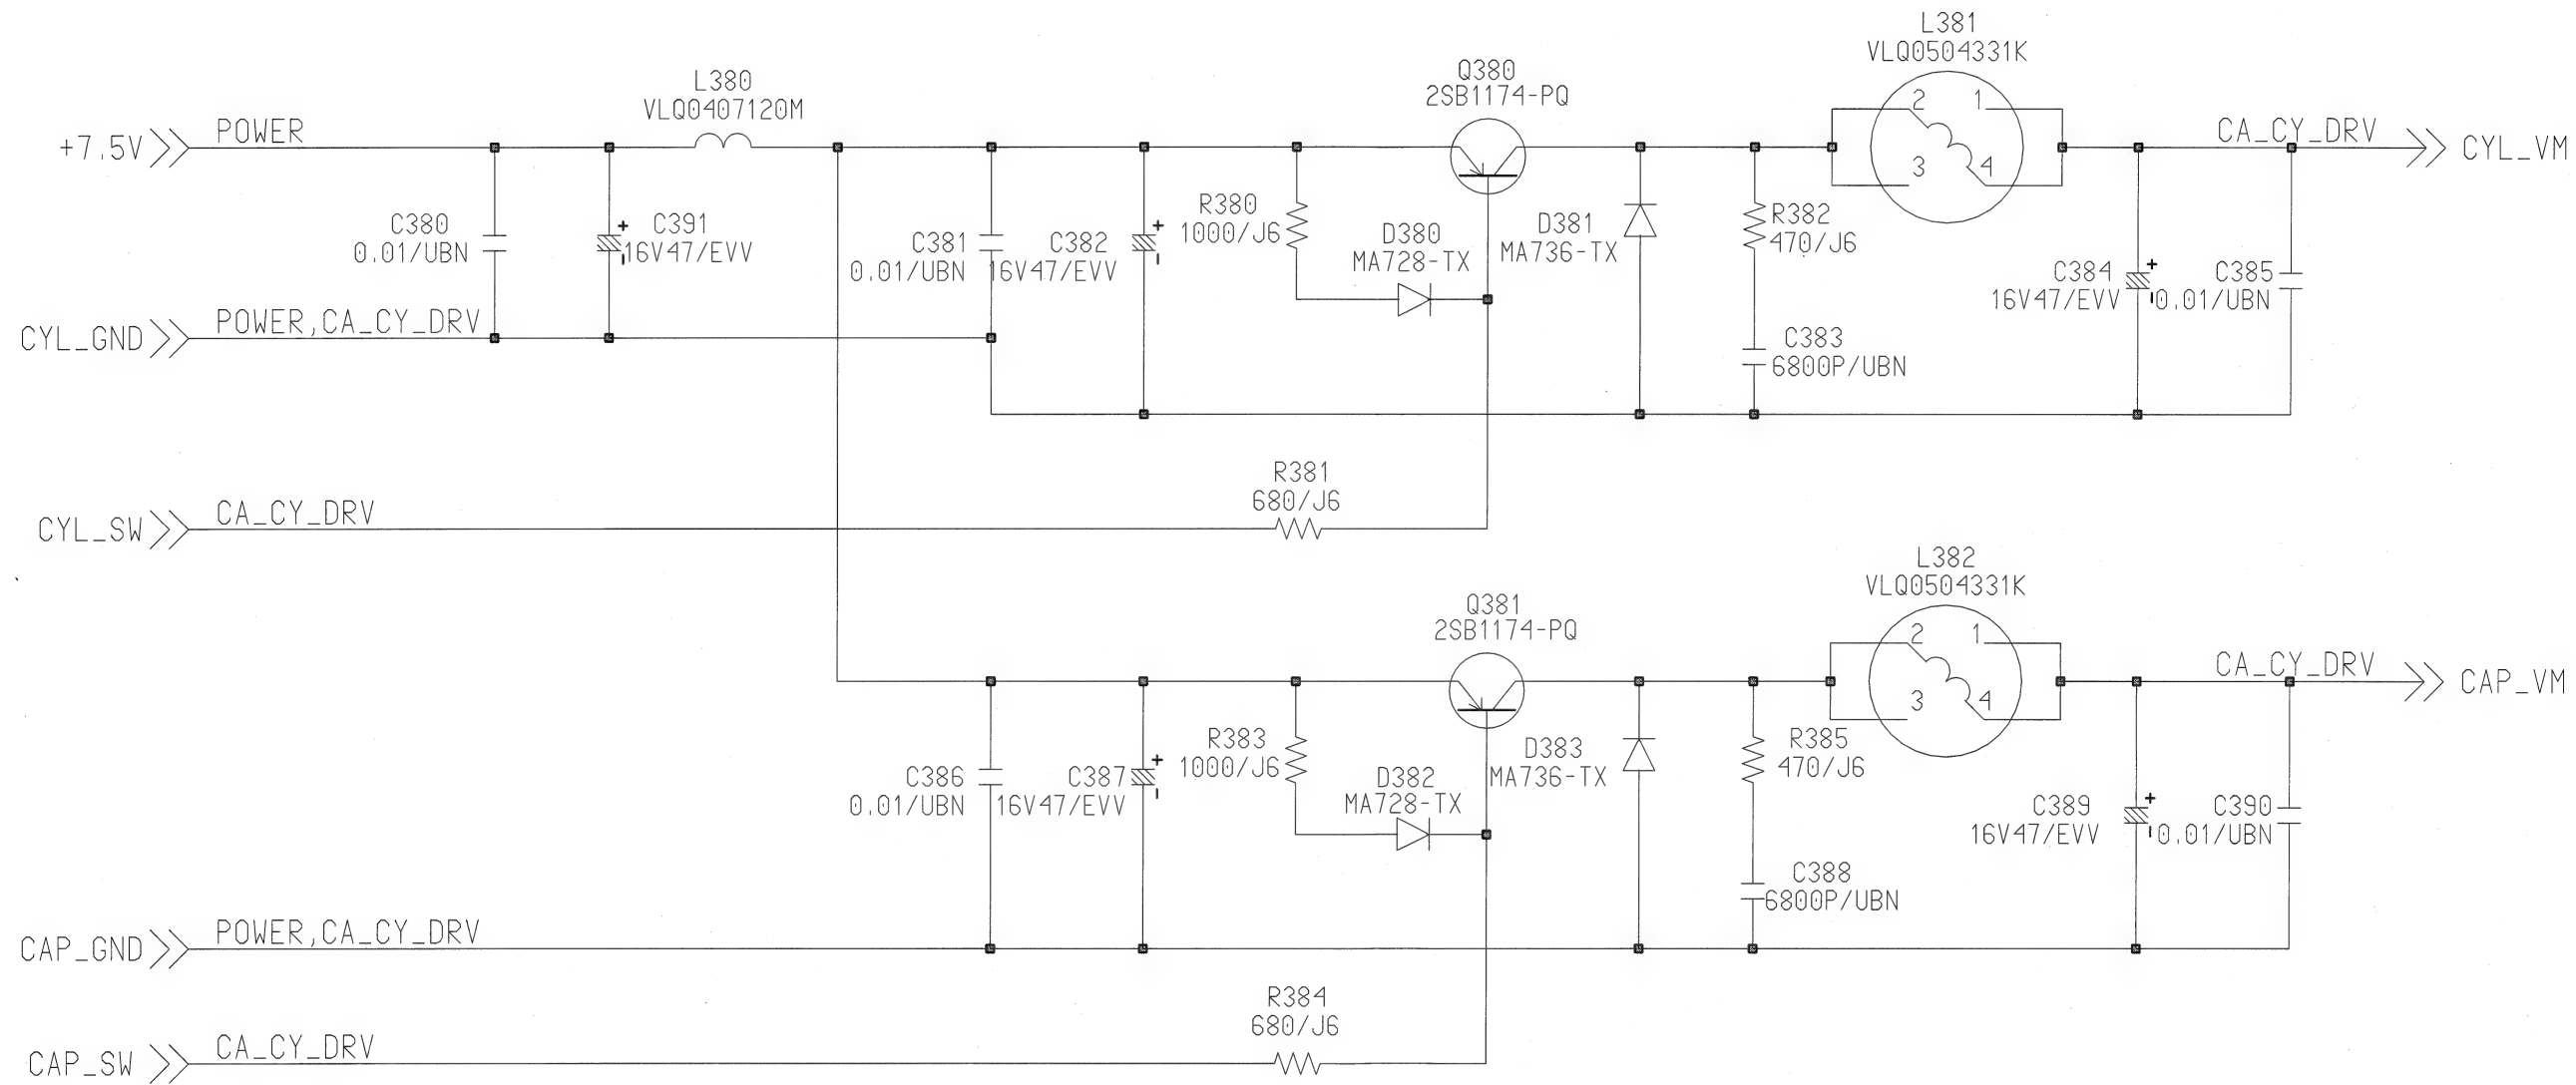 L381
VLQ0504331K
Q380
2SB1174-PQ
L380
VLQ0407120M
+7.5V
POWER
2
1
3
4
CA_CY_DRV
CYL_VM
C380
0.01/UBN
+
C391
16V47/EVV
-
C381
0.01/UBN
C382
16V47/EVV
+
-
R380
1000/J6
D380
MA728-TX
D381
MA736-TX
R382
470/J6
C383
6800P/UBN
C384
16V47/EVV
+
-
C385
0.01/UBN
CYL_GND
POWER,CA_CY_DRV
R381
680/J6
CYL_SW
CA_CY_DRV
L382
VLQ0504331K
Q381
2SB1174-PQ
2
1
3
4
CA_CY_DRV
CAP_VM
C386
0.01/UBN
C387
16V47/EVV
+
-
R383
1000/J6
D382
MA728-TX
D383
MA736-TX
R385
470/J6
C388
6800P/UBN
C389
16V47/EVV
+
-
C390
0.01/UBN
CAP_GND
POWER,CA_CY_DRV
R384
680/J6
CAP_SW
CA_CY_DRV